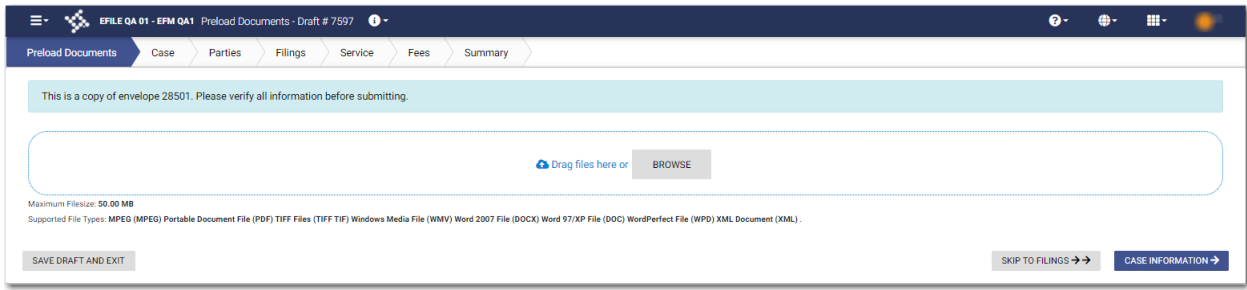 EFILE QA 01 - EFM QA1 Preload Documents - Draft # 7597
Preload Documents Case Parties Filings Service Fees Summary
This is a copy of envelope 28501. Please verify all information before submitting.
Drag files here or BROWSE
Maximum Filesize: 50.00 MB
Supported File Types: MPEG (MPEG) Portable Document File (PDF) TIFF Files (TIFF TIF) Windows Media File (WMV) Word 2007 File (DOCX) Word 97/XP File (DOC) WordPerfect File (WPD) XML Document (XML) .
SAVE DRAFT AND EXIT SKIP TO FILINGS →→ CASE INFORMATION →